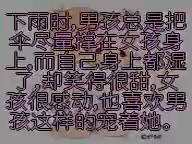 下雨时,男孩总是把
伞尽量撑在女孩身
上,而自己身上都湿
了,却笑得很甜,女
孩很感动,也喜欢男
孩这样的宠着她。